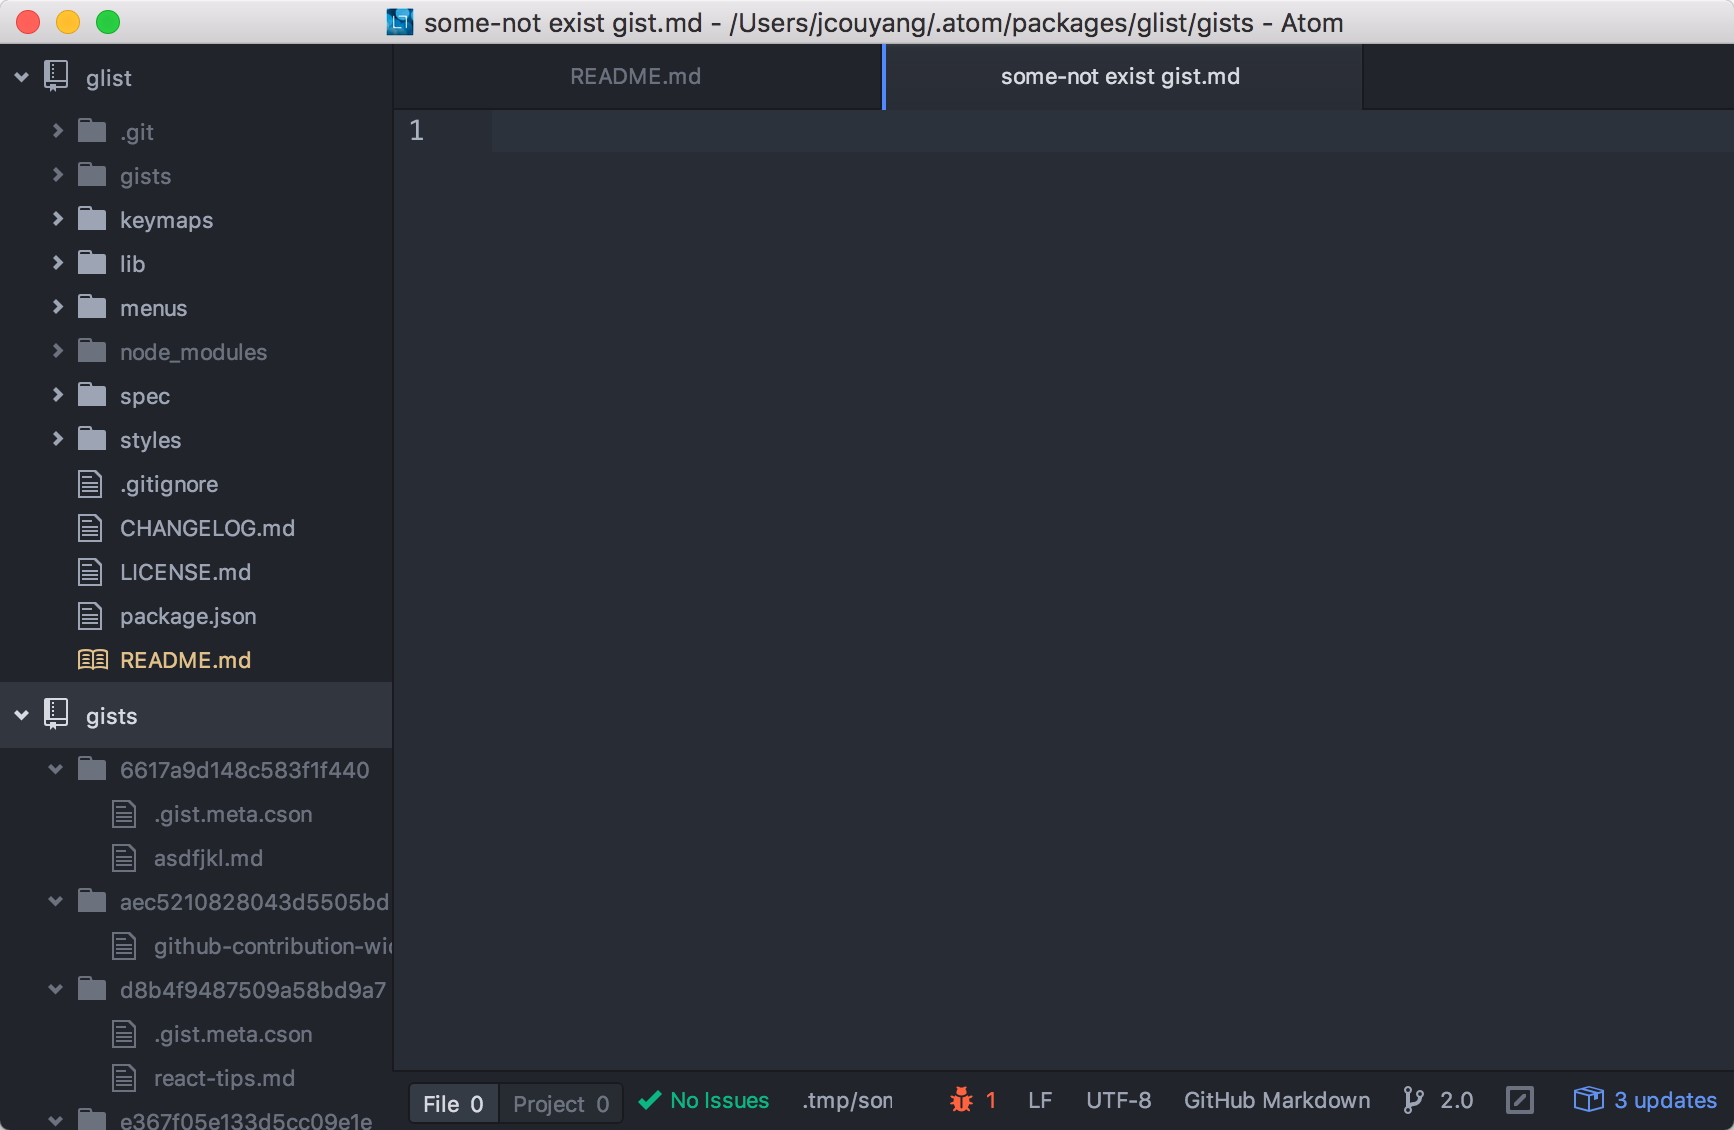 some-not exist gist.md - /Users/jcouyang/.atom/packages/glist/gists - Atom
glist
.git
gists
keymaps
lib
menus
node_modules
spec
styles
.gitignore
CHANGELOG.md
LICENSE.md
package.json
README.md
gists
6617a9d148c583f1f440
.gist.meta.cson
asdfjkl.md
aec5210828043d5505bd
github-contribution-wi
d8b4f9487509a58bd9a7
.gist.meta.cson
react-tips.md
e367f05e133d5cc09e1e
README.md
some-not exist gist.md
1
File 0 Project 0 No Issues .tmp/son 1 LF UTF-8 GitHub Markdown 2.0 3 updates